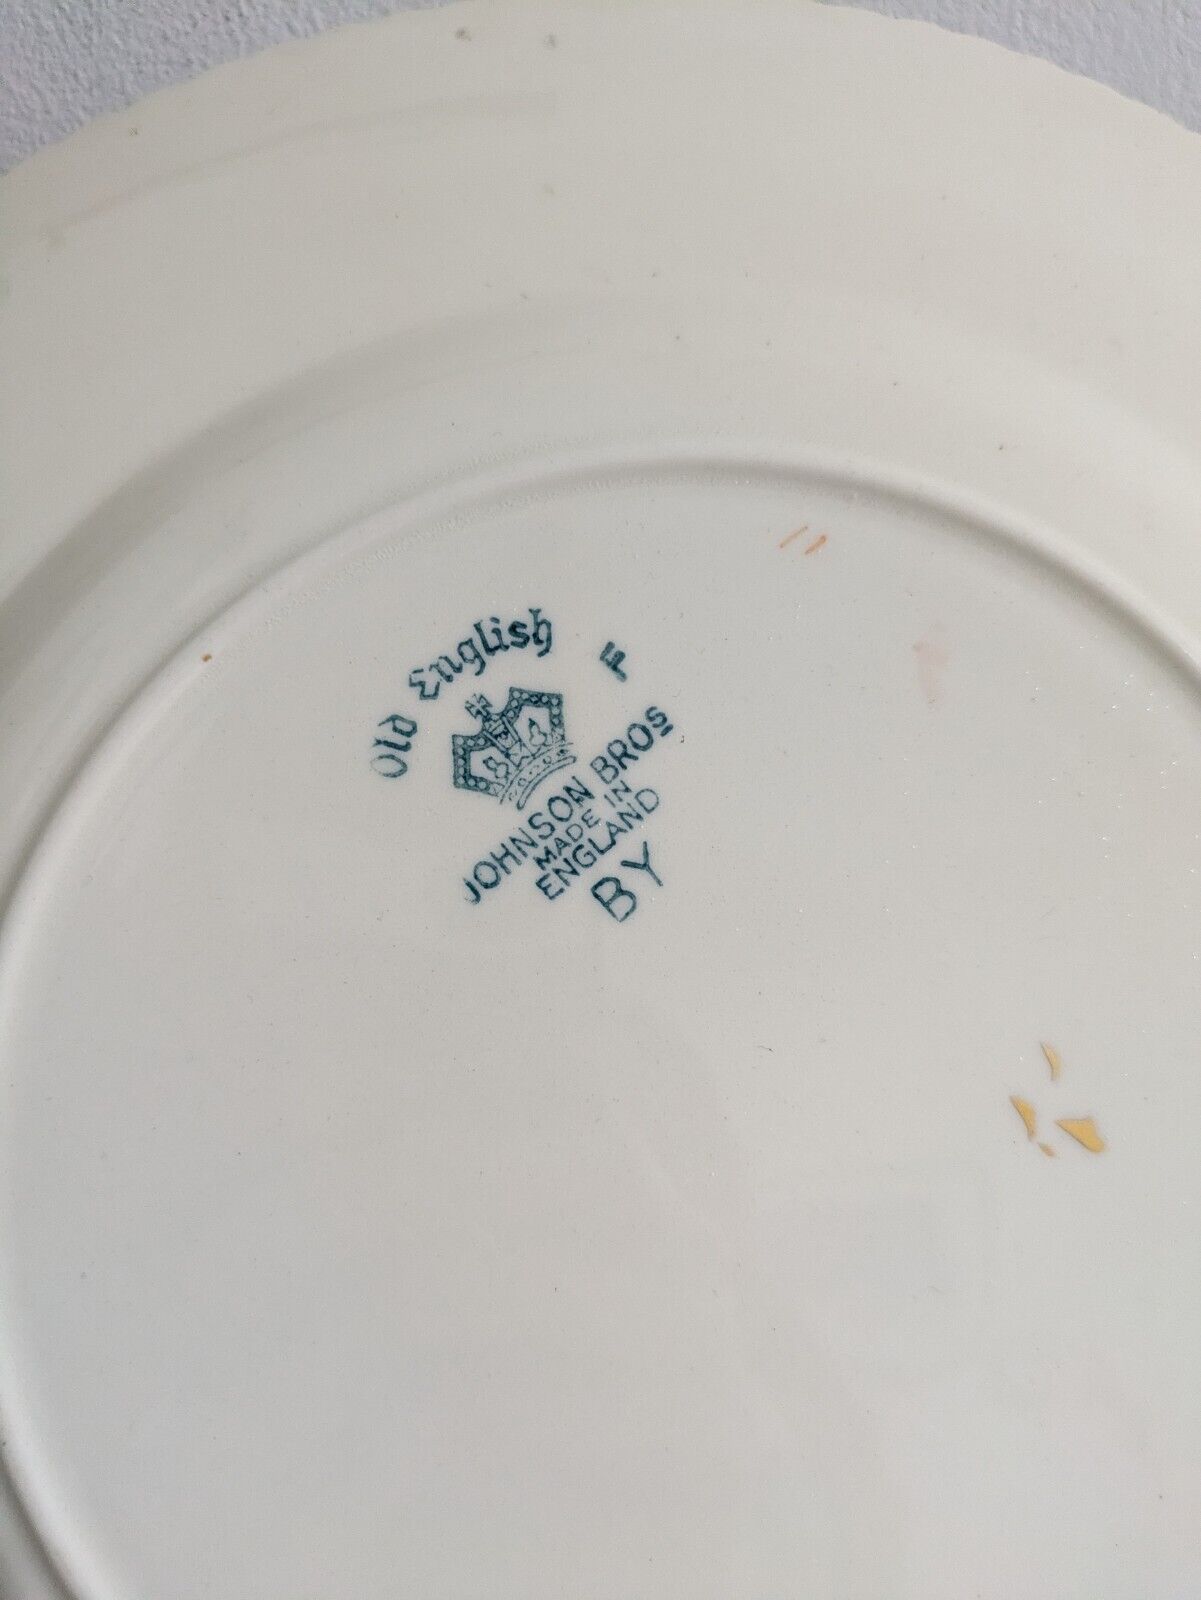 Old English
F
JOHNSON BROS
MADE IN
ENGLAND
BY